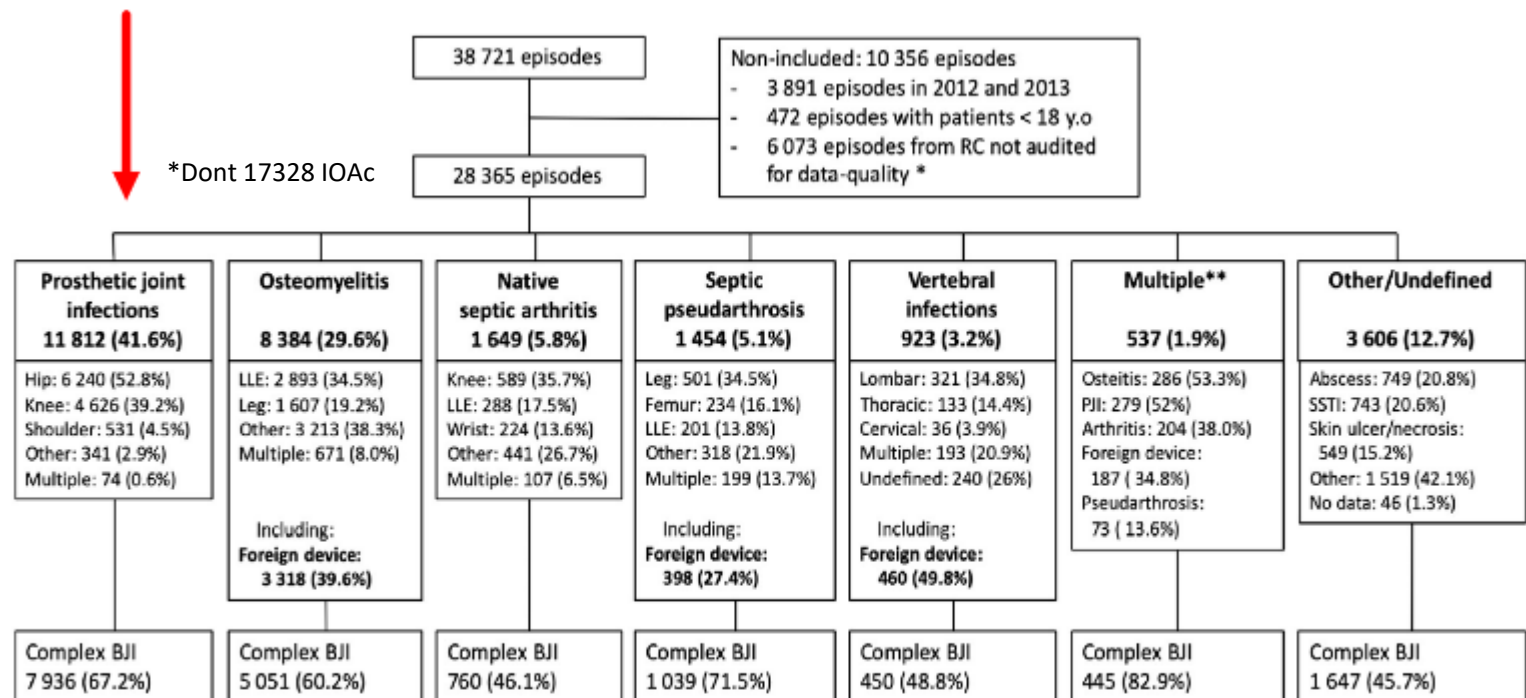 38 721 episodes
Non-included: 10 356 episodes
- 3 891 episodes in 2012 and 2013
- 472 episodes with patients < 18 y.o
- 6 073 episodes from RC not audited
for data-quality *
*Dont 17328 IOAc
28 365 episodes
Prosthetic joint
infections
11 812 (41.6%)
Hip: 6 240 (52.8%)
Knee: 4 626 (39.2%)
Shoulder: 531 (4.5%)
Other: 341 (2.9%)
Multiple: 74 (0.6%)
Complex BJI
7 936 (67.2%)
Osteomyelitis
8 384 (29.6%)
LLE: 2 893 (34.5%)
Leg: 1 607 (19.2%)
Other: 3 213 (38.3%)
Multiple: 671 (8.0%)
Including:
Foreign device:
3 318 (39.6%)
Complex BJI
5 051 (60.2%)
Native
septic arthritis
1 649 (5.8%)
Knee: 589 (35.7%)
LLE: 288 (17.5%)
Wrist: 224 (13.6%)
Other: 441 (26.7%)
Multiple: 107 (6.5%)
Complex BJI
760 (46.1%)
Septic
pseudarthrosis
1 454 (5.1%)
Leg: 501 (34.5%)
Femur: 234 (16.1%)
LLE: 201 (13.8%)
Other: 318 (21.9%)
Multiple: 199 (13.7%)
Including:
Foreign device:
398 (27.4%)
Complex BJI
1 039 (71.5%)
Vertebral
infections
923 (3.2%)
Lombar: 321 (34.8%)
Thoracic: 133 (14.4%)
Cervical: 36 (3.9%)
Multiple: 193 (20.9%)
Undefined: 240 (26%)
Including:
Foreign device:
460 (49.8%)
Complex BJI
450 (48.8%)
Multiple**
537 (1.9%)
Osteitis: 286 (53.3%)
PJI: 279 (52%)
Arthritis: 204 (38.0%)
Foreign device:
187 ( 34.8%)
Pseudarthrosis:
73 ( 13.6%)
Complex BJI
445 (82.9%)
Other/Undefined
3 606 (12.7%)
Abscess: 749 (20.8%)
SSTI: 743 (20.6%)
Skin ulcer/necrosis:
549 (15.2%)
Other: 1 519 (42.1%)
No data: 46 (1.3%)
Complex BJI
1 647 (45.7%)